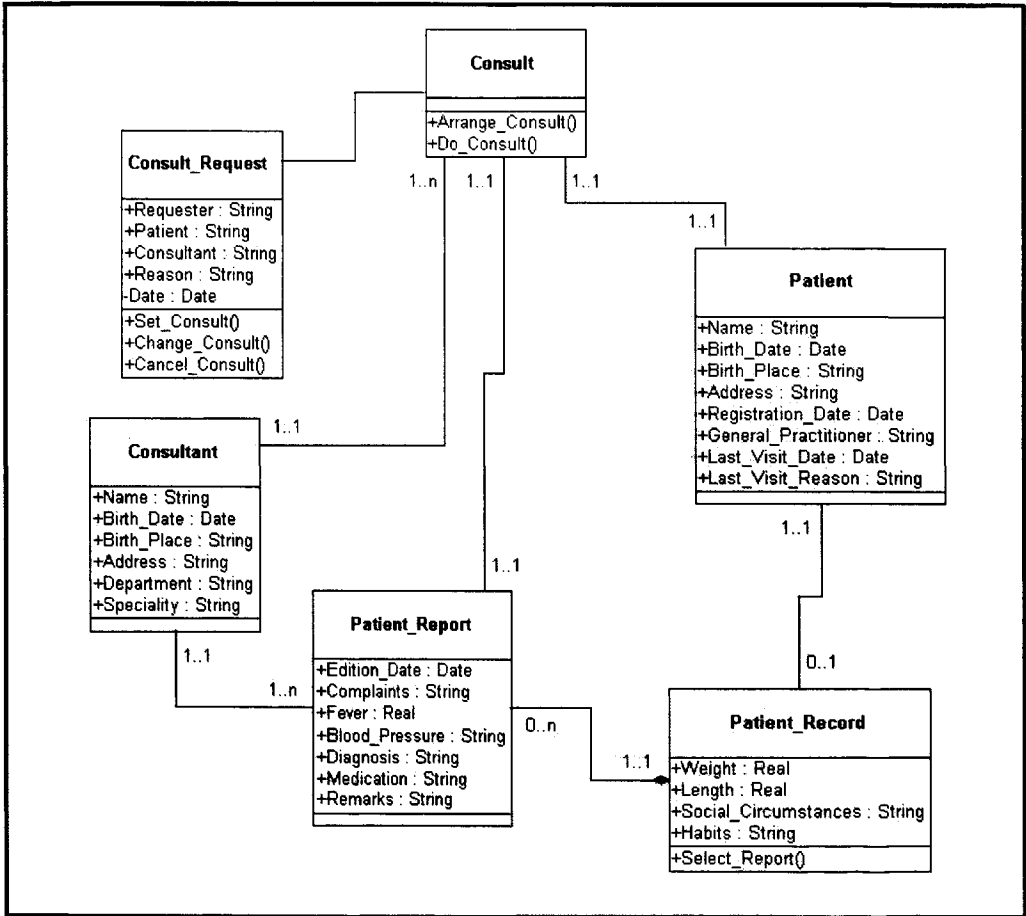 Consult
+Arrange_Consult()
+Do_Consult()
Consult_Request
+Requester : String
+Patient : String
+Consultant : String
+Reason : String
-Date : Date
+Set_Consult()
+Change_Consult()
+Cancel_Consult()
1..n
1..1
1..1
1..1
Patient
+Name : String
+Birth_Date : Date
+Birth_Place : String
+Address : String
+Registration_Date : Date
+General_Practitioner : String
+Last_Visit_Date : Date
+Last_Visit_Reason : String
1..1
Consultant
+Name : String
+Birth_Date : Date
+Birth_Place : String
+Address : String
+Department : String
+Speciality : String
1..1
1..1
1..1
1..n
Patient_Report
+Edition_Date : Date
+Complaints : String
+Fever : Real
+Blood_Pressure : String
+Diagnosis : String
+Medication : String
+Remarks : String
0..1
0..n
1..1
Patient_Record
+Weight : Real
+Length : Real
+Social_Circumstances : String
+Habits : String
+Select_Report()